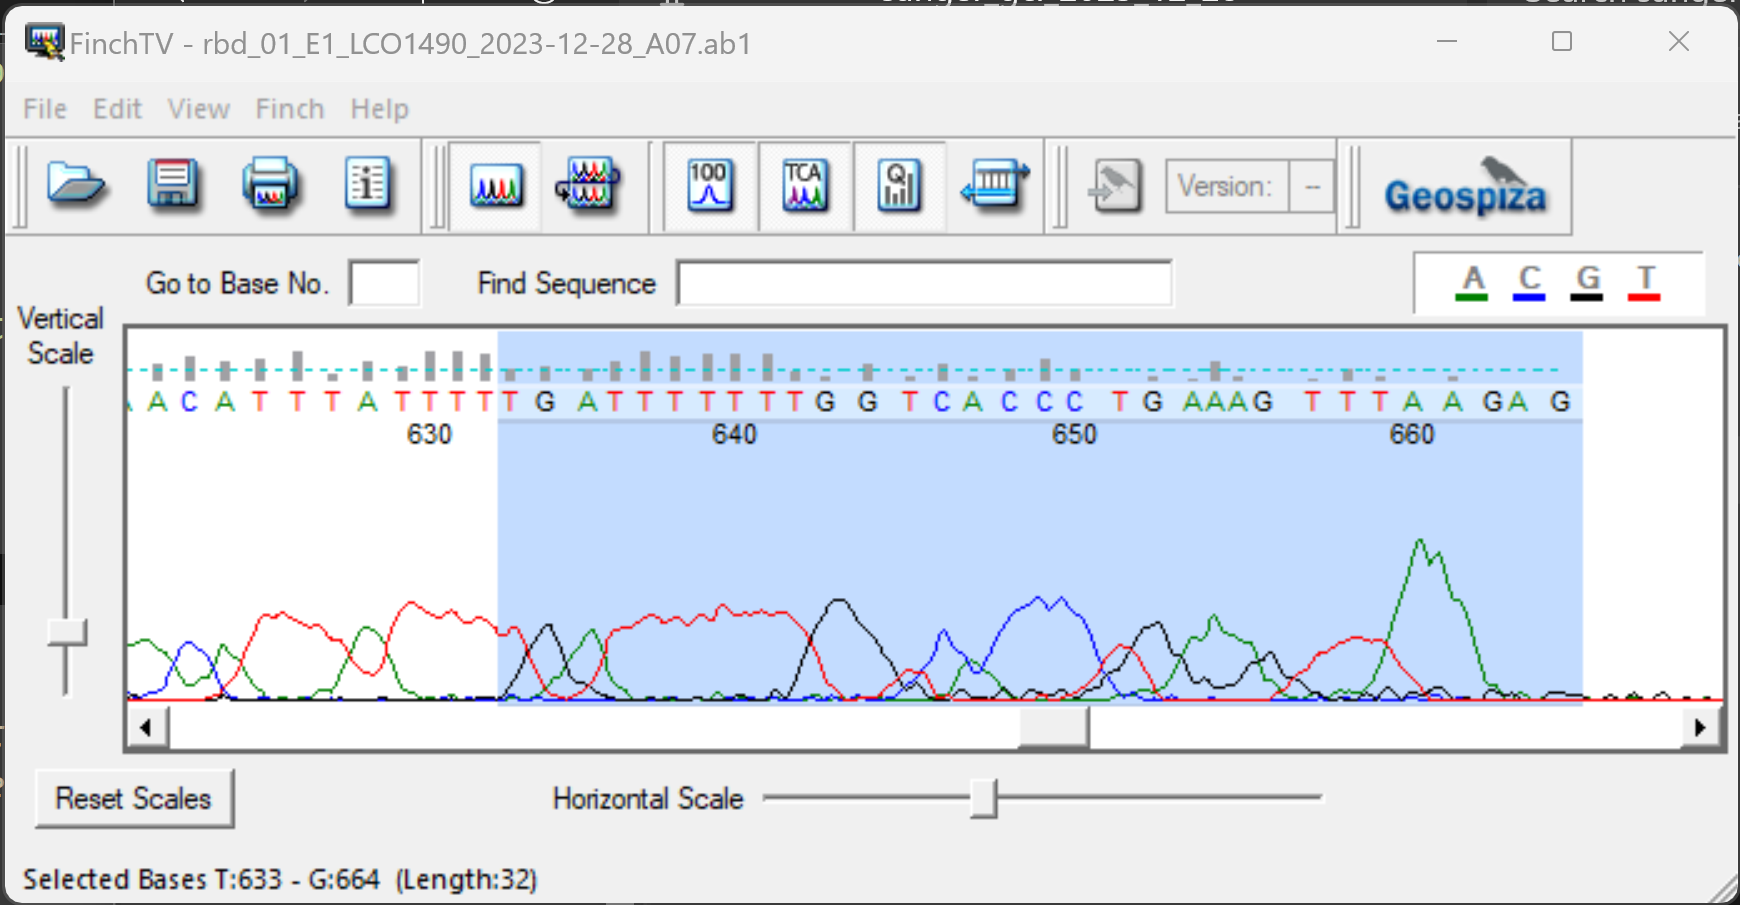 FinchTV - rbd_01_E1_LCO1490_2023-12-28_A07.ab1
File Edit View Finch Help
100 TCA Q Version: -- Geospiza
Go to Base No. Find Sequence A C G T
Vertical
Scale
A C A T T T A T T T T T G A T T T T T T T G G T C A C C C T G A A A G T T T A A G A G
630 640 650 660
Reset Scales Horizontal Scale
Selected Bases T:633 - G:664 (Length:32)